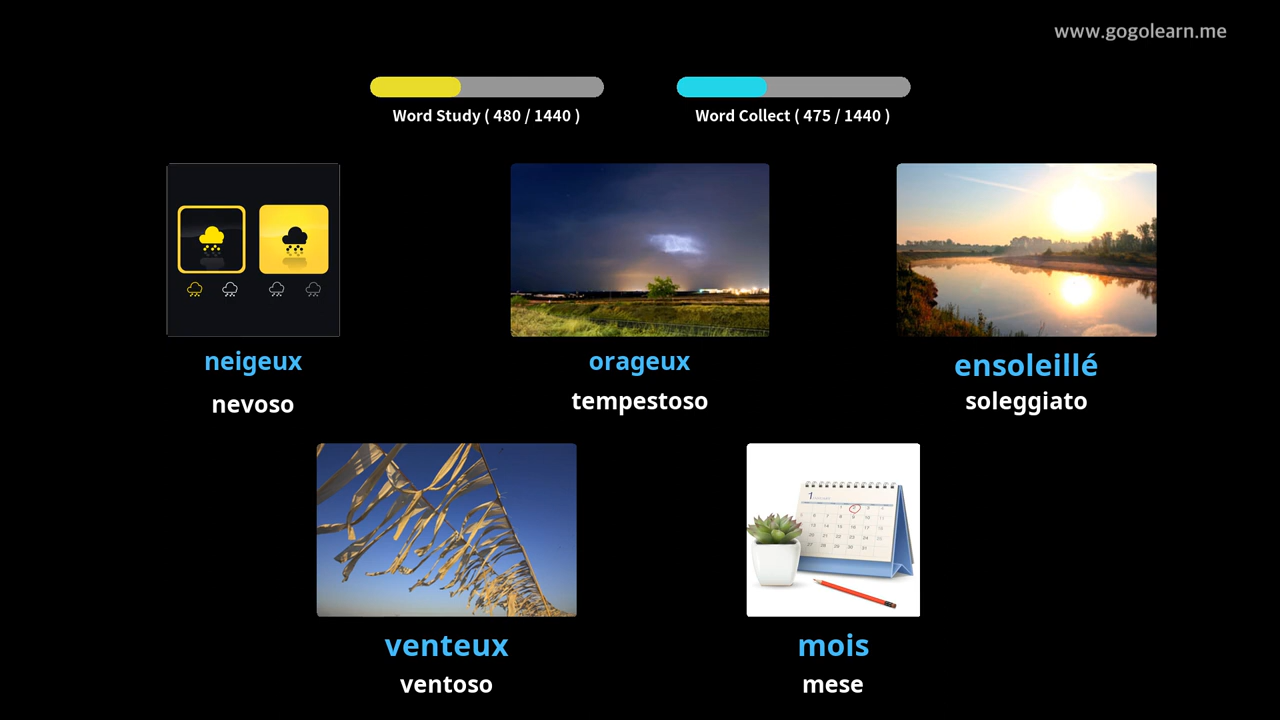 www.gogolearn.me
Word Study ( 480 / 1440 )
Word Collect ( 475 / 1440 )
neigeux
orageux
ensoleillé
nevoso
tempestoso
soleggiato
venteux
mois
ventoso
mese